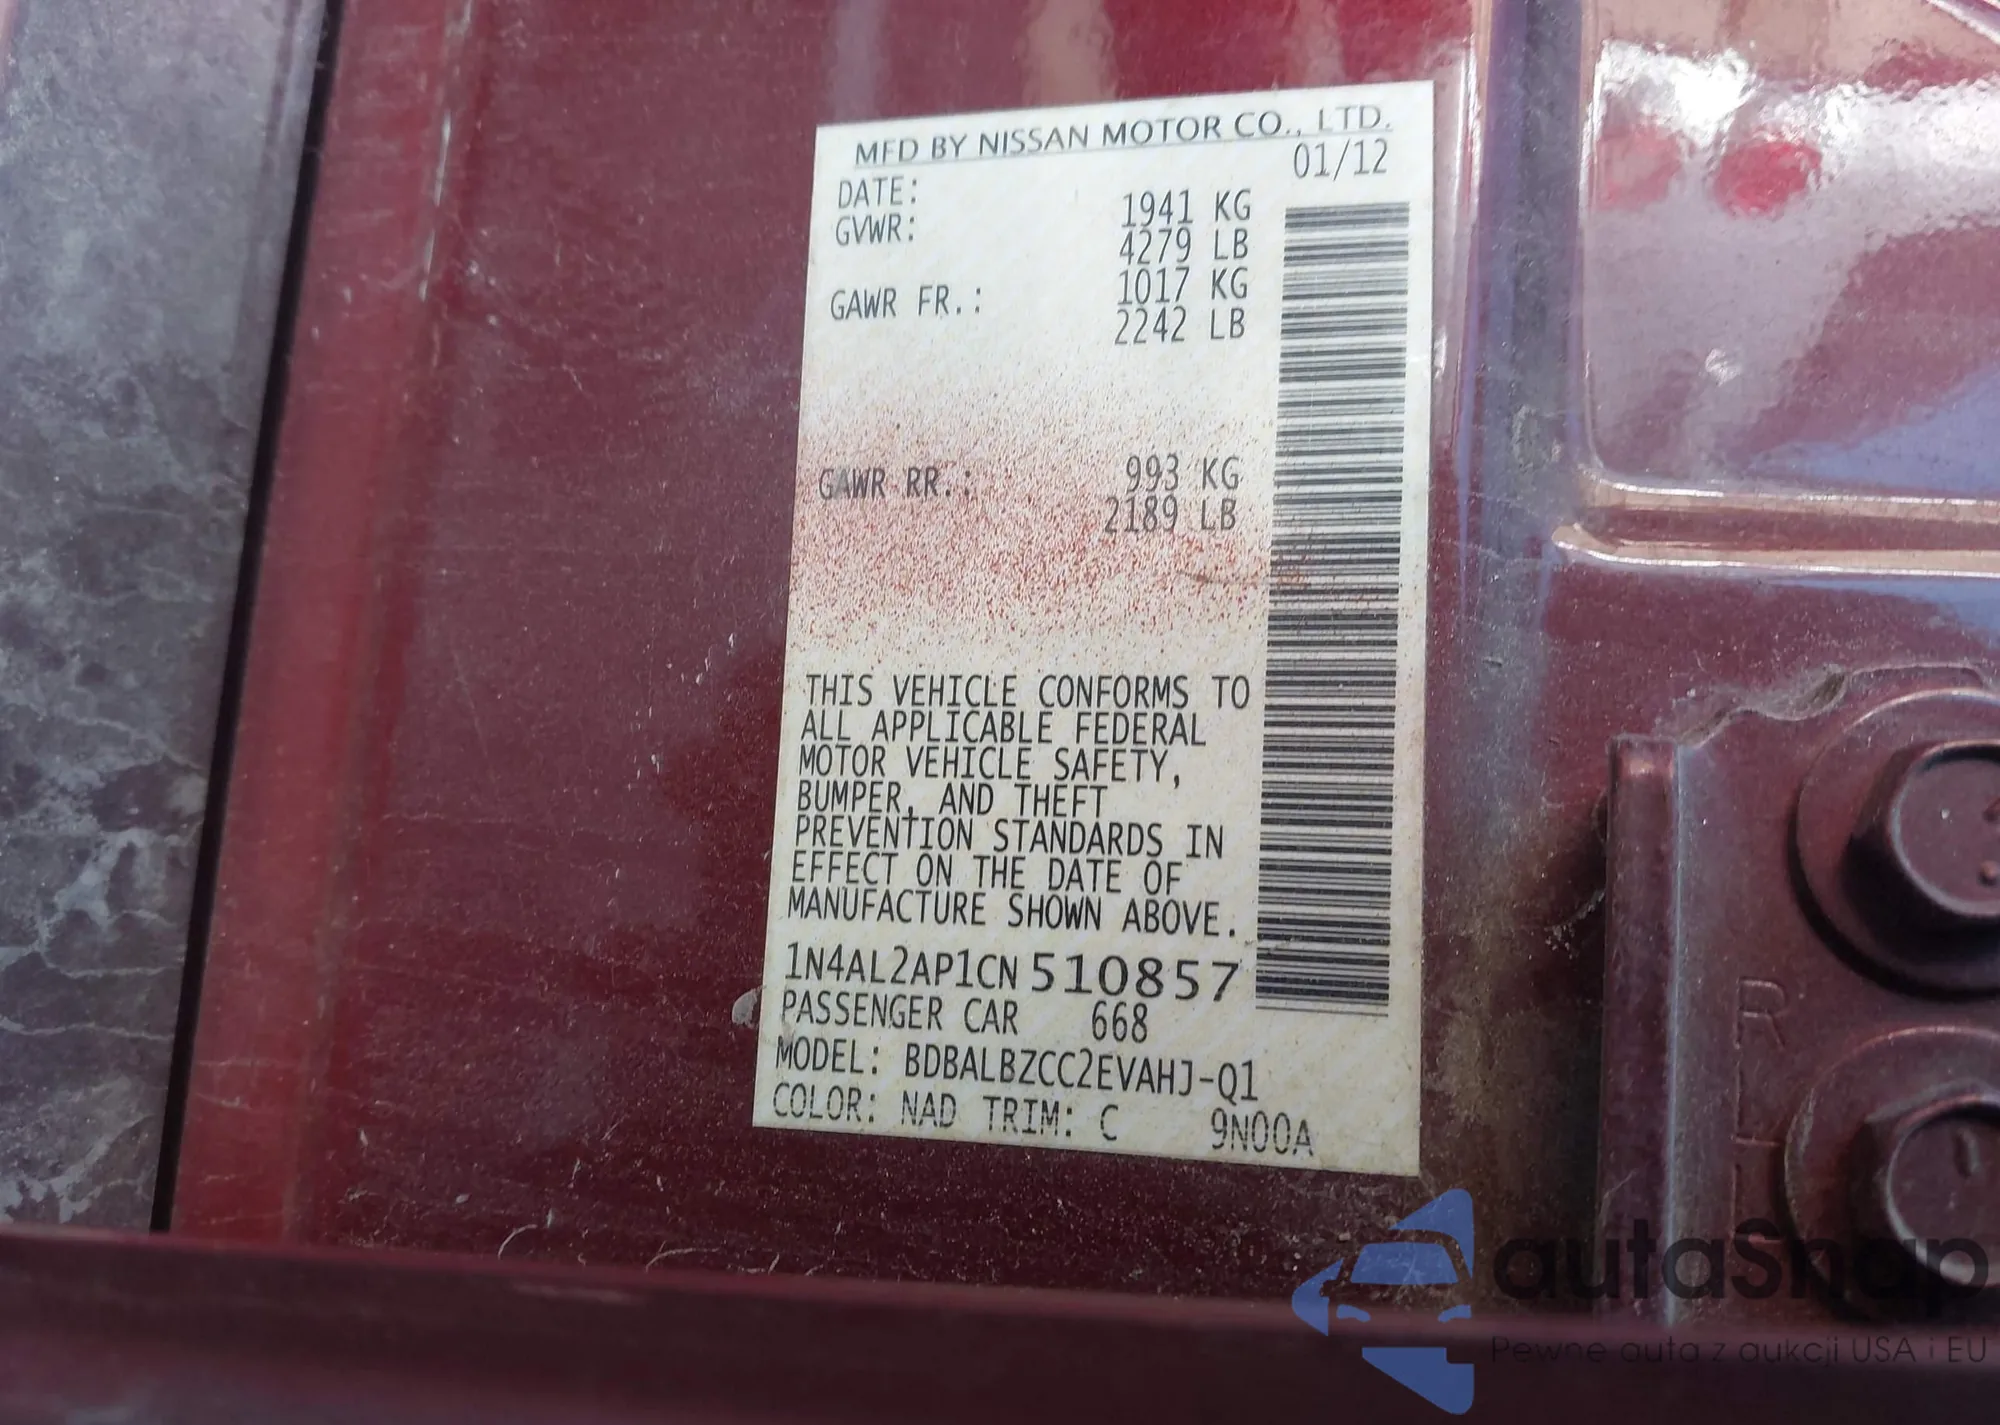 MFD BY NISSAN MOTOR CO., LTD.
DATE: 01/12
GVWR: 1941 KG
4279 LB
GAWR FR.: 1017 KG
2242 LB
GAWR RR.: 993 KG
2189 LB
THIS VEHICLE CONFORMS TO
ALL APPLICABLE FEDERAL
MOTOR VEHICLE SAFETY,
BUMPER, AND THEFT
PREVENTION STANDARDS IN
EFFECT ON THE DATE OF
MANUFACTURE SHOWN ABOVE.
1N4AL2AP1CN510857
PASSENGER CAR 668
MODEL: BDBALBZCC2EVAHJ-Q1
COLOR: NAD TRIM: C 9N00A
autaSnap
Pewne auta z aukcji USA i EU